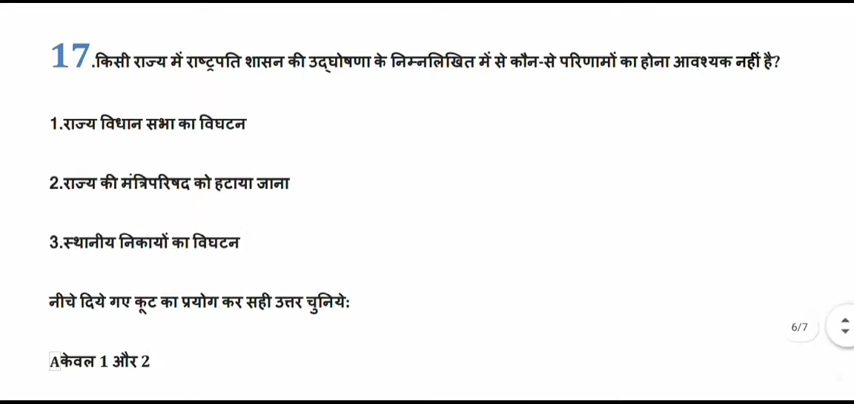 17.किसी राज्य में राष्ट्रपति शासन की उद्घोषणा के निम्नलिखित में से कौन-से परिणामों का होना आवश्यक नहीं है?
1.राज्य विधान सभा का विघटन
2.राज्य की मंत्रिपरिषद को हटाया जाना
3.स्थानीय निकायों का विघटन
नीचे दिये गए कूट का प्रयोग कर सही उत्तर चुनिये:
6/7
Aकेवल 1 और 2